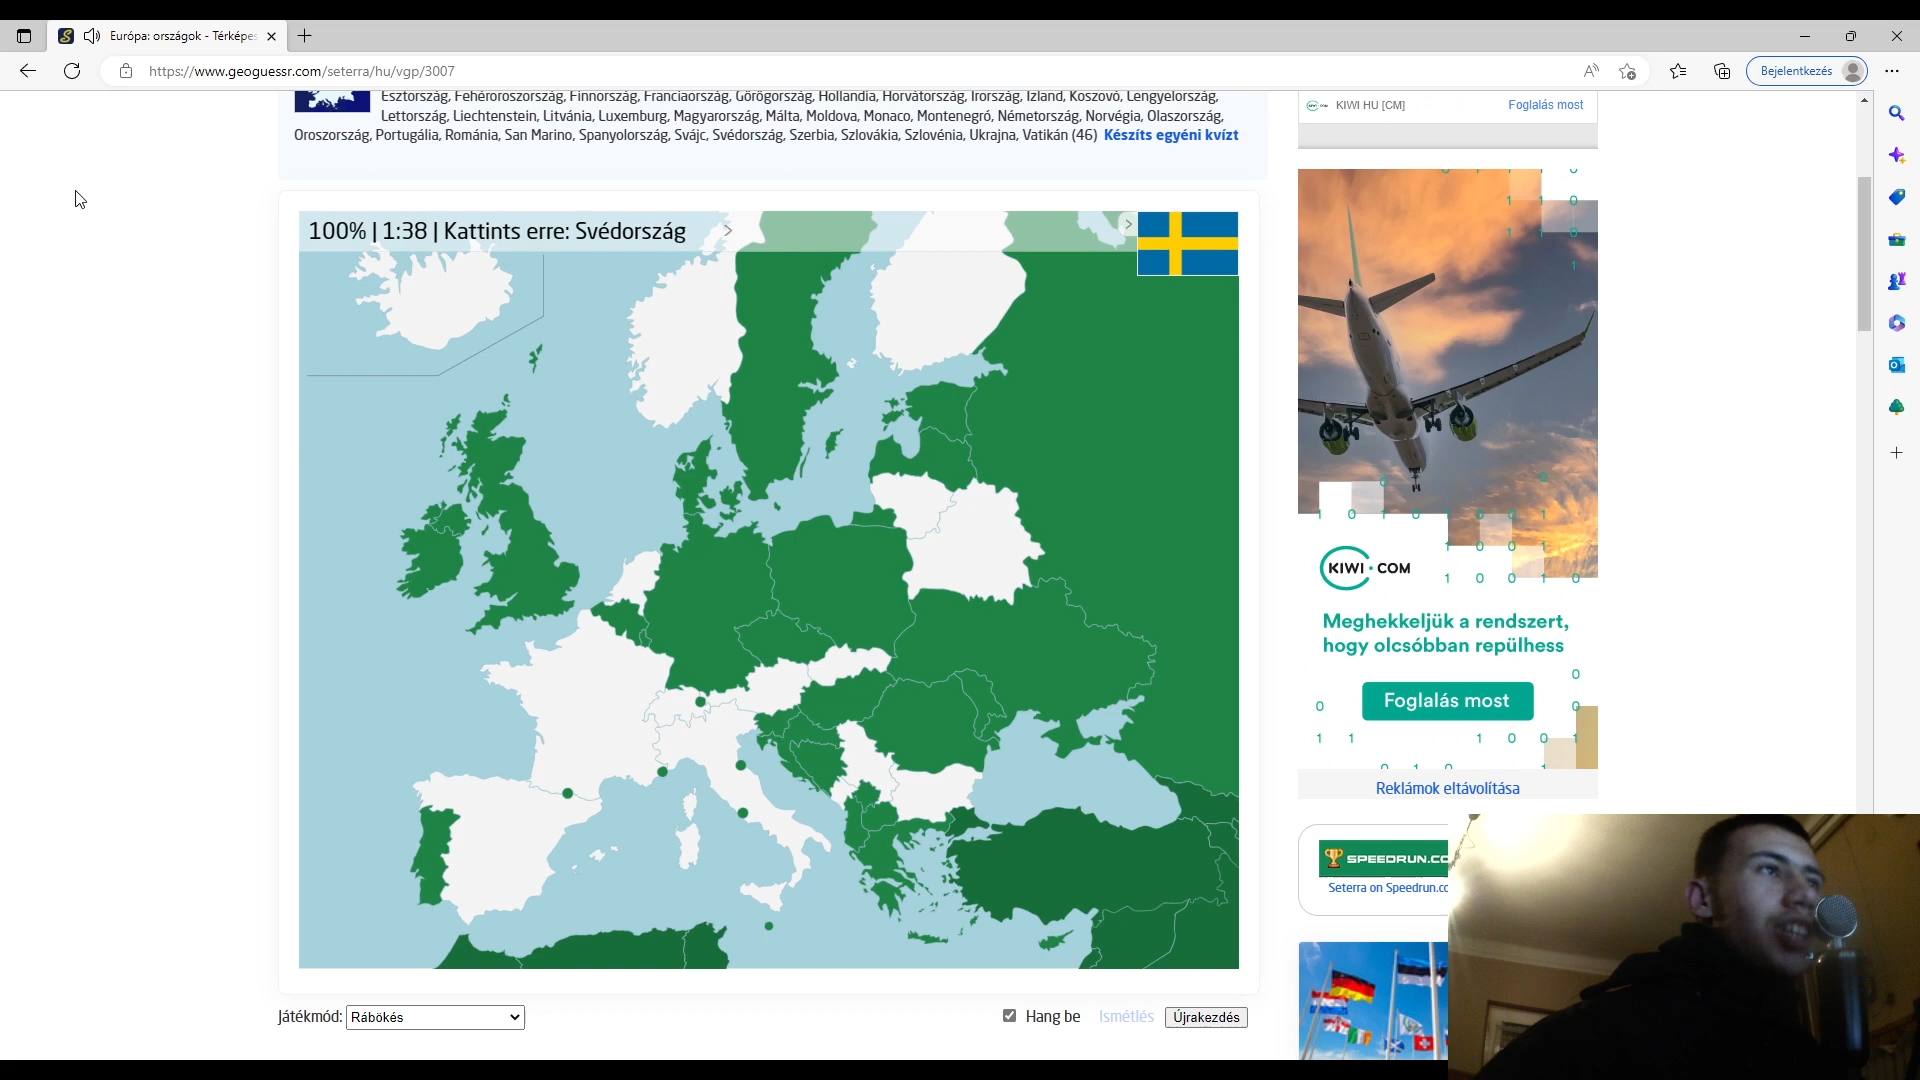 Európa: országok - Térképes
https://www.geoguessr.com/seterra/hu/vgp/3007
Bejelentkezés
Esztország, Fehéroroszország, Finnország, Franciaország, Görögország, Hollandia, Horvátország, Írország, Izland, Koszovó, Lengyelország,
Lettország, Liechtenstein, Litvánia, Luxemburg, Magyarország, Málta, Moldova, Monaco, Montenegró, Németország, Norvégia, Olaszország,
Oroszország, Portugália, Románia, San Marino, Spanyolország, Svájc, Svédország, Szerbia, Szlovákia, Szlovénia, Ukrajna, Vatikán (46) Készíts egyéni kvízt
100% | 1:38 | Kattints erre: Svédország
Játékmód: Rábökés
Hang be
Ismétlés
Újrakezdés
KIWI HU [CM]
Foglalás most
KIWI.COM
Meghekkeljük a rendszert,
hogy olcsóbban repülhess
Foglalás most
Reklámok eltávolítása
SPEEDRUN.CO
Seterra on Speedrun.co